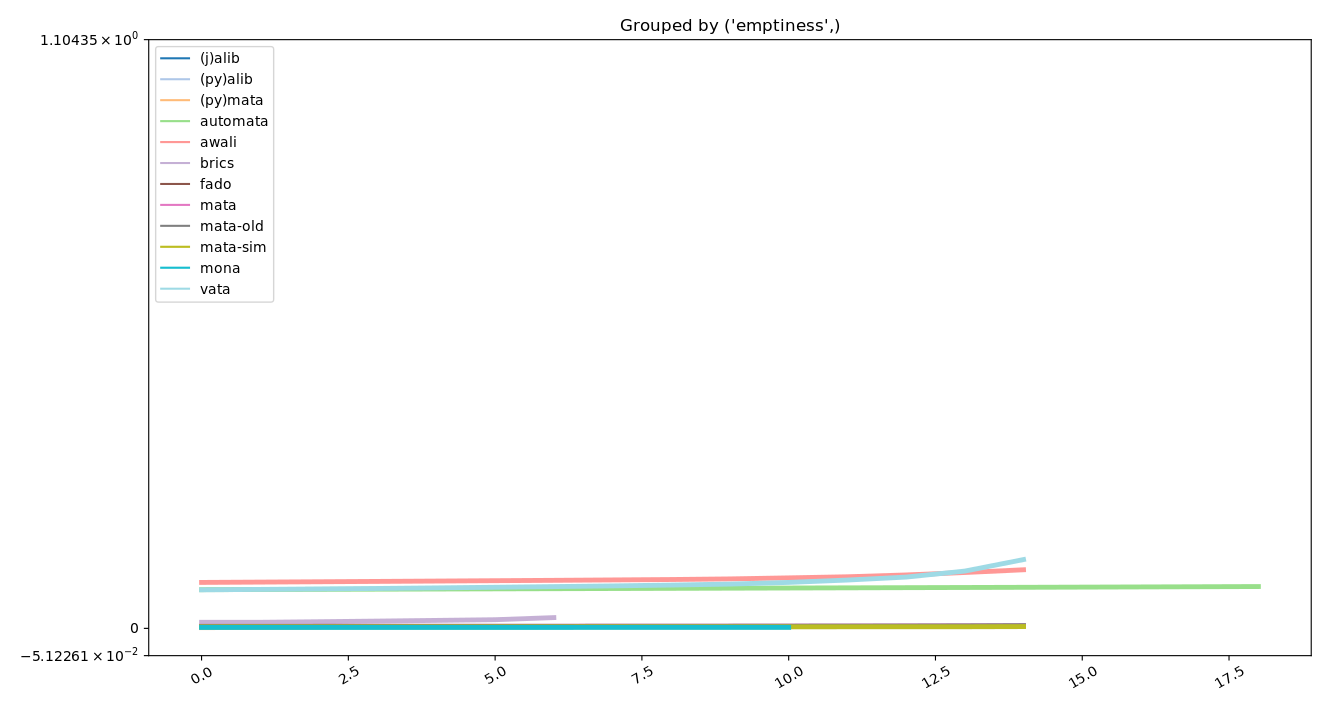 Grouped by ('emptiness',)
1.10435 × 10⁰
(j)alib
(py)alib
(py)mata
automata
awali
brics
fado
mata
mata-old
mata-sim
mona
vata
0
−5.12261 × 10⁻²
0.0 2.5 5.0 7.5 10.0 12.5 15.0 17.5